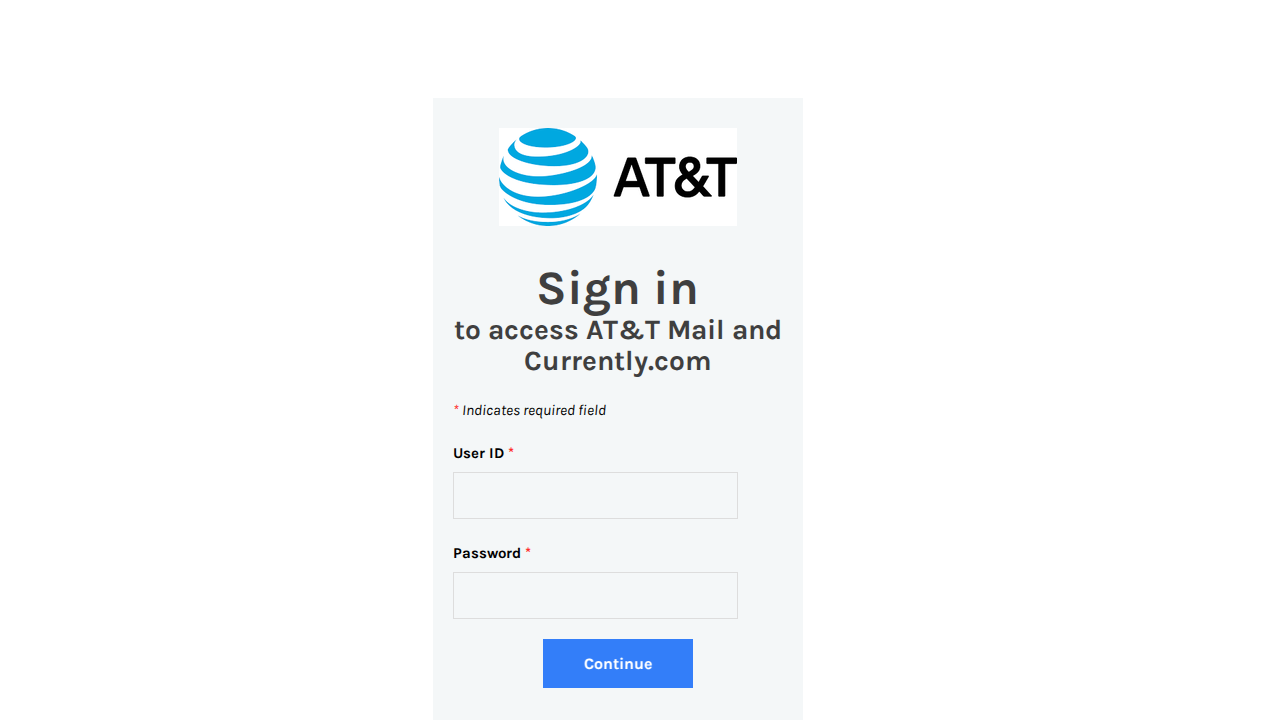 AT&T
Sign in
to access AT&T Mail and
Currently.com
* Indicates required field
User ID *
Password *
Continue